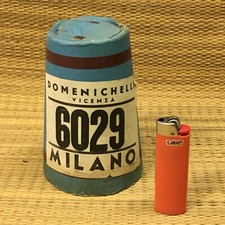 DOMENICHELLI
VICENZA
6029
MILANO
BIC